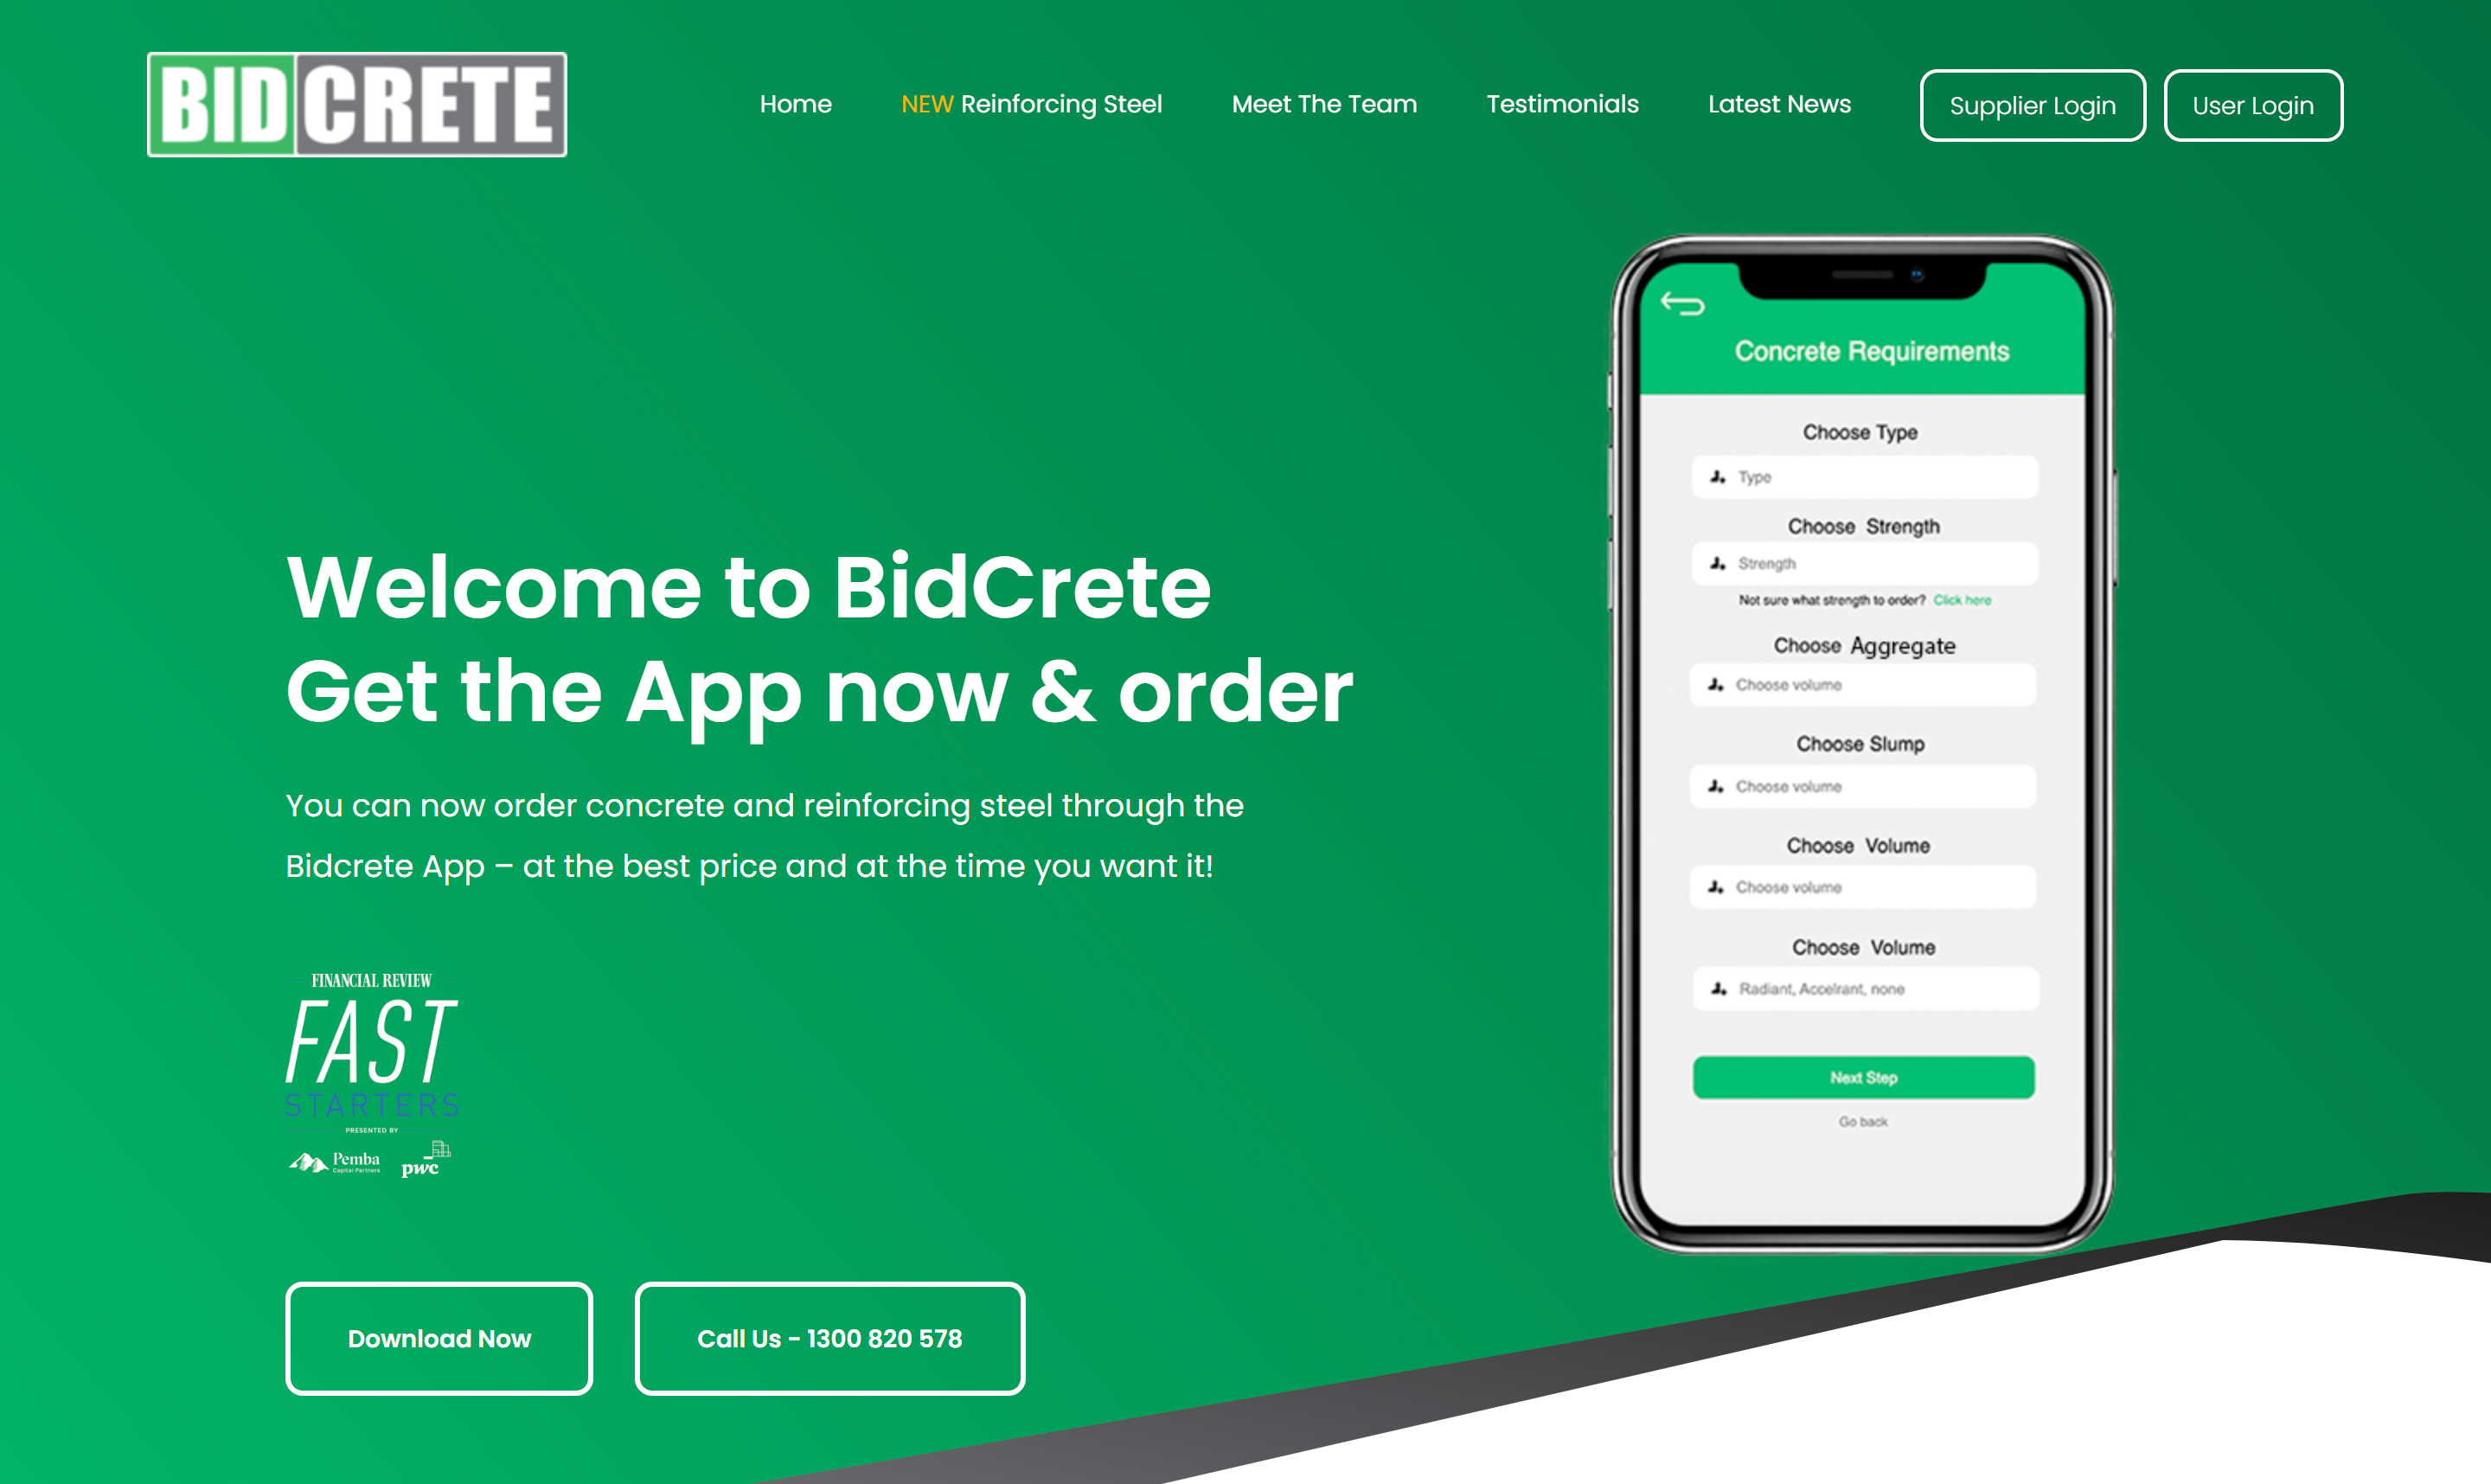 BIDCRETE
Home
NEW Reinforcing Steel
Meet The Team
Testimonials
Latest News
Supplier Login
User Login
Welcome to BidCrete
Get the App now & order
You can now order concrete and reinforcing steel through the
Bidcrete App – at the best price and at the time you want it!
FINANCIAL REVIEW
FAST
STARTERS
PRESENTED BY
Pemba
Capital Partners
pwc
Download Now
Call Us - 1300 820 578
Concrete Requirements
Choose Type
Type
Choose Strength
Strength
Not sure what strength to order? Click here
Choose Aggregate
Choose volume
Choose Slump
Choose volume
Choose Volume
Choose volume
Choose Volume
Radiant, Accelrant, none
Next Step
Go back